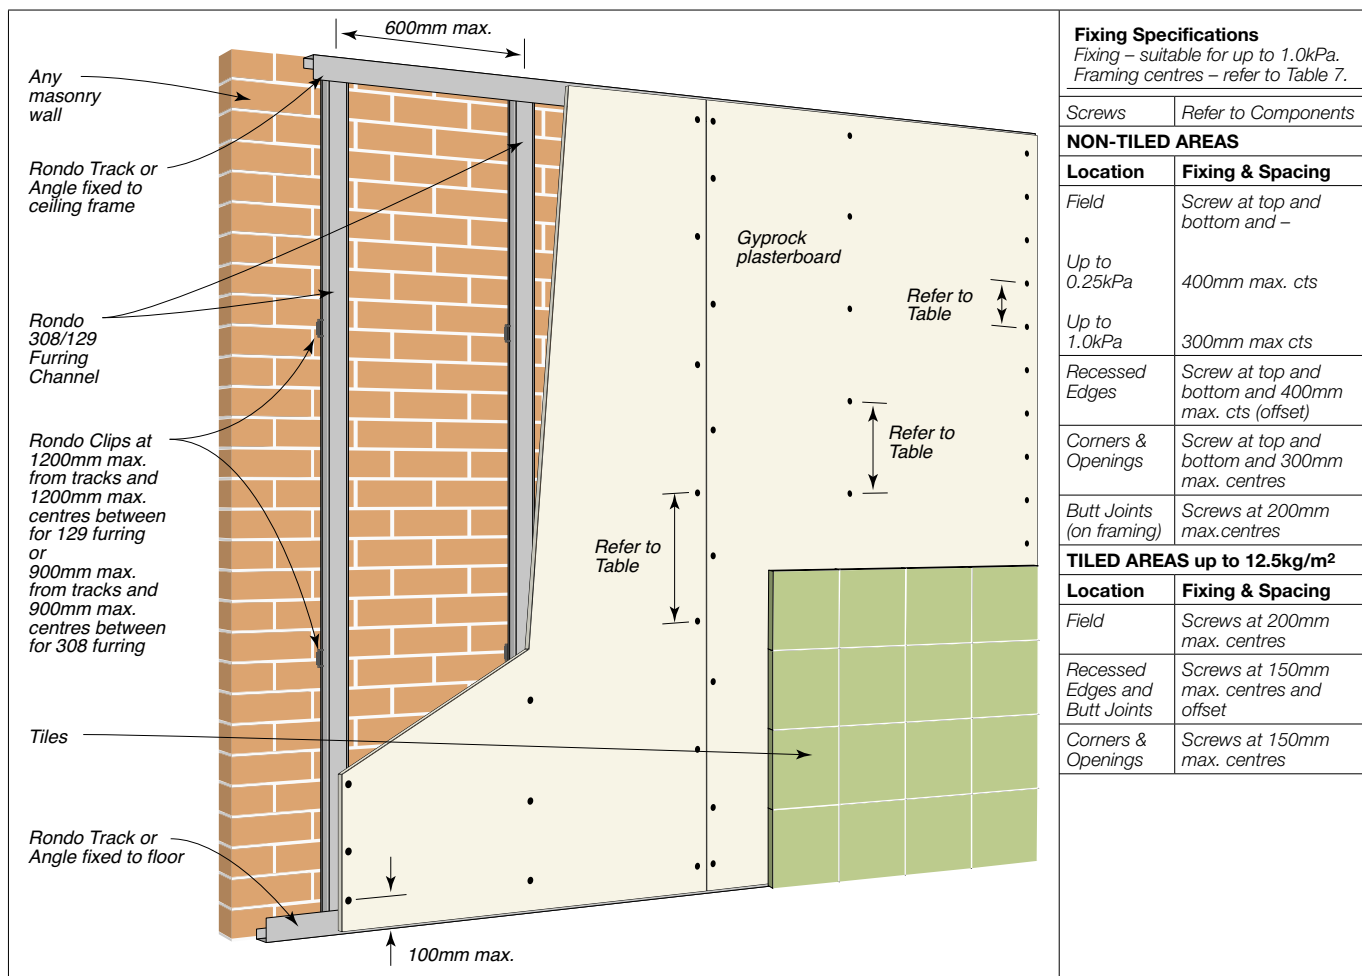 600mm max.
Any
masonry
wall
Rondo Track or
Angle fixed to
ceiling frame
Rondo
308/129
Furring
Channel
Rondo Clips at
1200mm max.
from tracks and
1200mm max.
centres between
for 129 furring
or
900mm max.
from tracks and
900mm max.
centres between
for 308 furring
Tiles
Rondo Track or
Angle fixed to floor
100mm max.
Gyprock
plasterboard
Refer to
Table
Refer to
Table
Refer to
Table
Fixing Specifications
Fixing – suitable for up to 1.0kPa.
Framing centres – refer to Table 7.
Screws Refer to Components
NON-TILED AREAS
Location Fixing & Spacing
Field Screw at top and
bottom and –
Up to
0.25kPa 400mm max. cts
Up to
1.0kPa 300mm max cts
Recessed Screw at top and
Edges bottom and 400mm
max. cts (offset)
Corners & Screw at top and
Openings bottom and 300mm
max. centres
Butt Joints Screws at 200mm
(on framing) max.centres
TILED AREAS up to 12.5kg/m²
Location Fixing & Spacing
Field Screws at 200mm
max. centres
Recessed Screws at 150mm
Edges and max. centres and
Butt Joints offset
Corners & Screws at 150mm
Openings max. centres